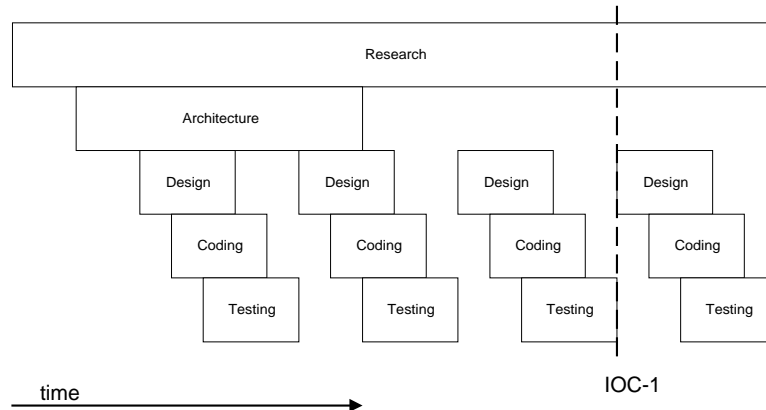 Research
Architecture
Design
Design
Design
Design
Coding
Coding
Coding
Coding
Testing
Testing
Testing
Testing
time
IOC-1